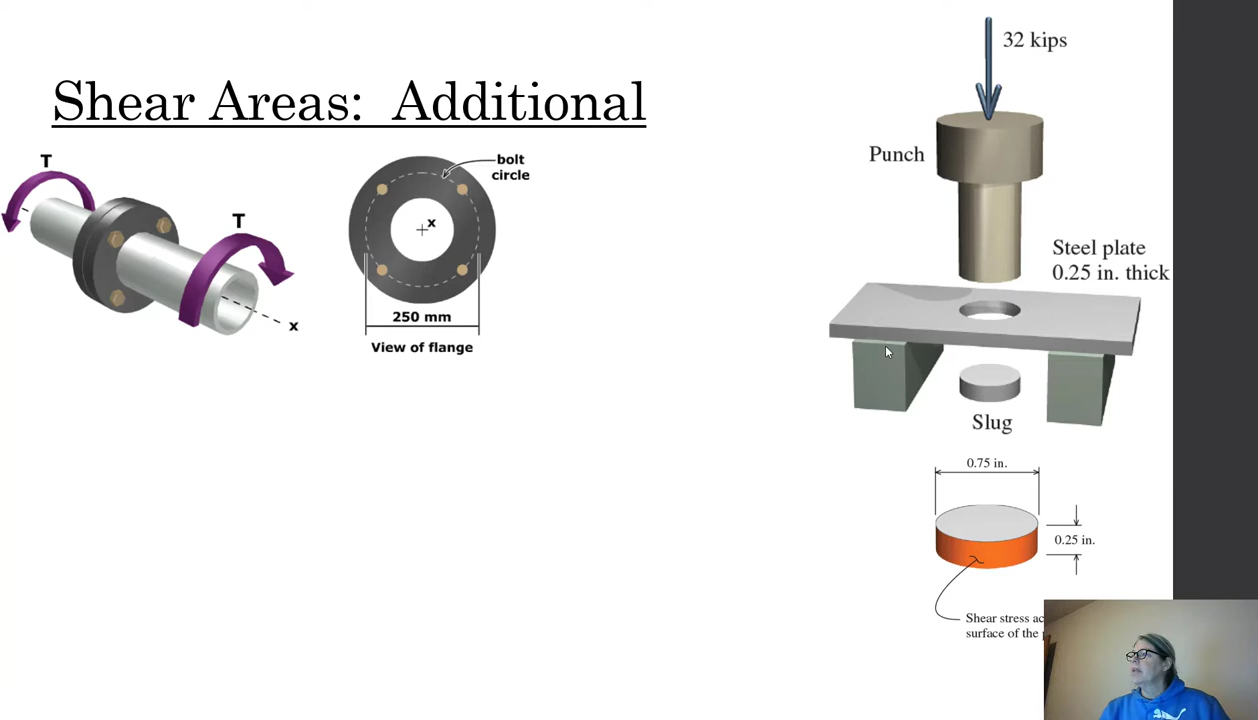 Shear Areas: Additional
T
T
x
bolt
circle
x
250 mm
View of flange
32 kips
Punch
Steel plate
0.25 in. thick
Slug
0.75 in.
0.25 in.
Shear stress
surface of the